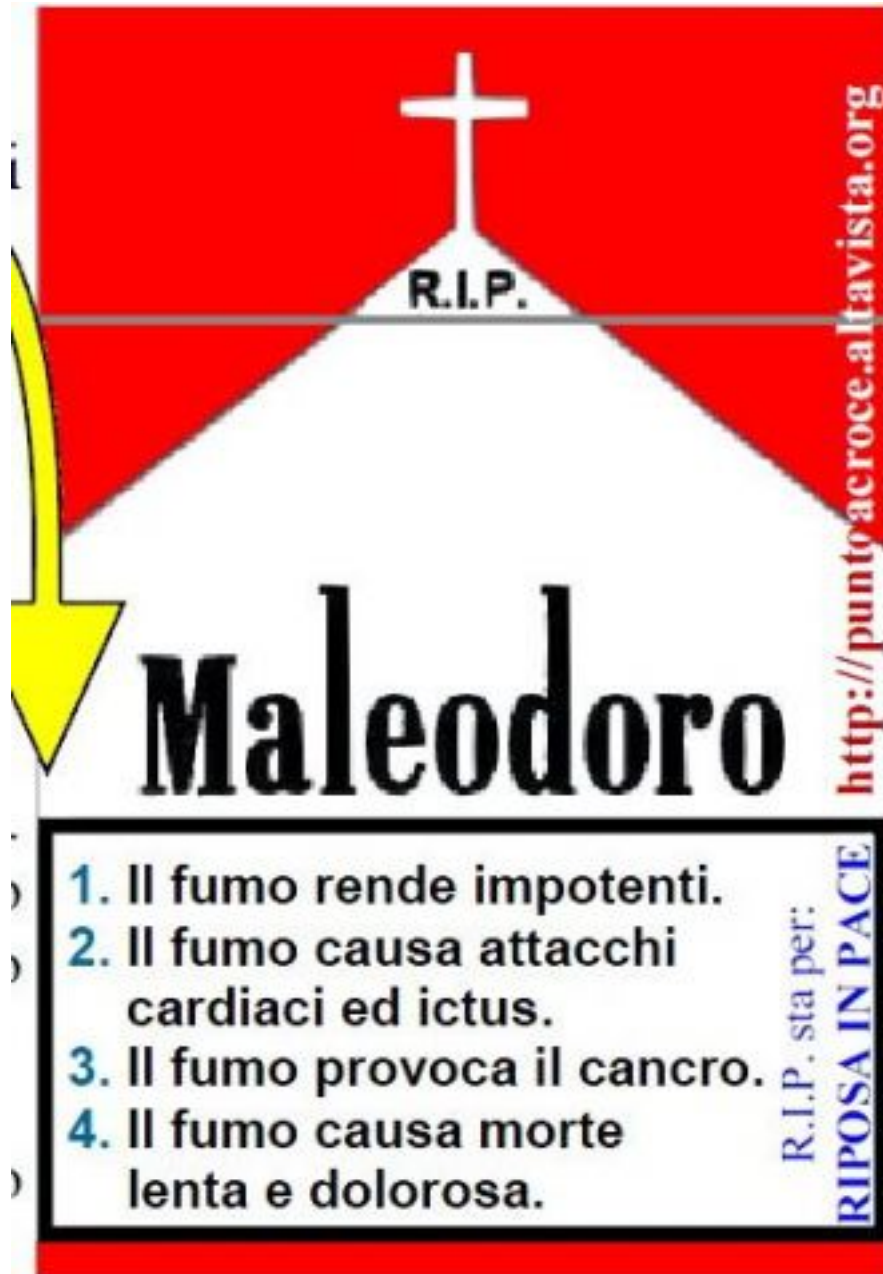 R.I.P.
Maleodoro
1. Il fumo rende impotenti.
2. Il fumo causa attacchi
cardiaci ed ictus.
3. Il fumo provoca il cancro.
4. Il fumo causa morte
lenta e dolorosa.
http://puntoacroce.altavista.org
R.I.P. sta per:
RIPOSA IN PACE